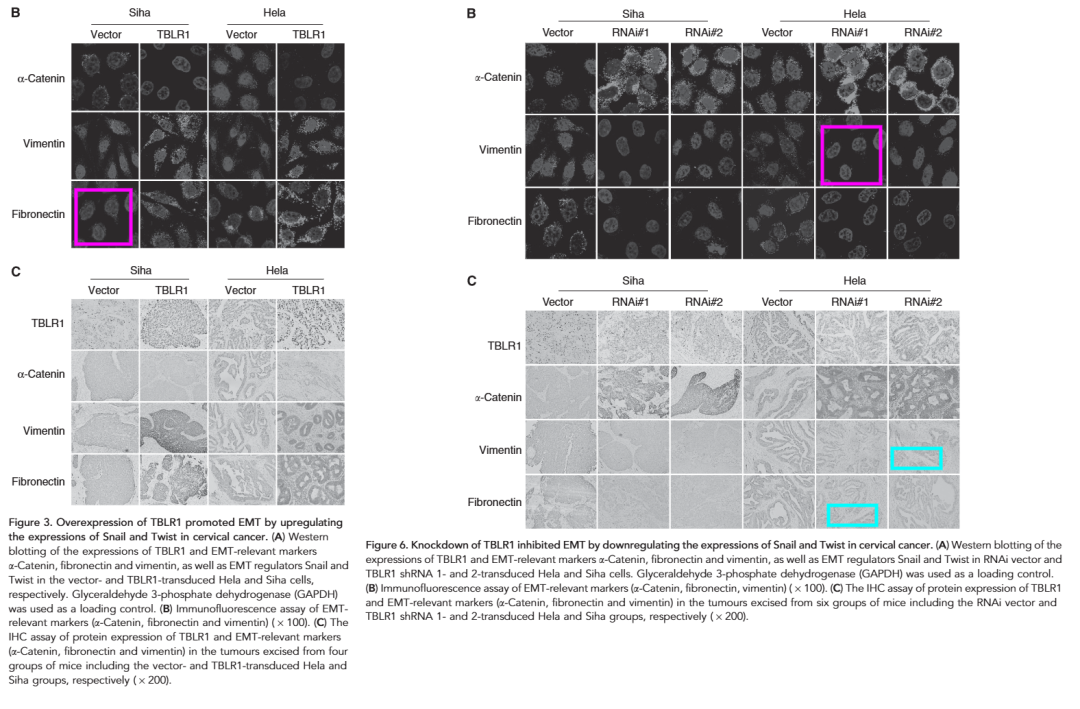 B
Siha Hela
Vector TBLR1 Vector TBLR1
α-Catenin
Vimentin
Fibronectin
C
Siha Hela
Vector TBLR1 Vector TBLR1
TBLR1
α-Catenin
Vimentin
Fibronectin
Figure 3. Overexpression of TBLR1 promoted EMT by upregulating
the expressions of Snail and Twist in cervical cancer. (A) Western
blotting of the expressions of TBLR1 and EMT-relevant markers
α-Catenin, fibronectin and vimentin, as well as EMT regulators Snail and
Twist in the vector- and TBLR1-transduced Hela and Siha cells,
respectively. Glyceraldehyde 3-phosphate dehydrogenase (GAPDH)
was used as a loading control. (B) Immunofluorescence assay of EMT-
relevant markers (α-Catenin, fibronectin and vimentin) ( × 100). (C) The
IHC assay of protein expression of TBLR1 and EMT-relevant markers
(α-Catenin, fibronectin and vimentin) in the tumours excised from four
groups of mice including the vector- and TBLR1-transduced Hela and
Siha groups, respectively ( × 200).
B
Siha Hela
Vector RNAi#1 RNAi#2 Vector RNAi#1 RNAi#2
α-Catenin
Vimentin
Fibronectin
C
Siha Hela
Vector RNAi#1 RNAi#2 Vector RNAi#1 RNAi#2
TBLR1
α-Catenin
Vimentin
Fibronectin
Figure 6. Knockdown of TBLR1 inhibited EMT by downregulating the expressions of Snail and Twist in cervical cancer. (A) Western blotting of the
expressions of TBLR1 and EMT-relevant markers α-Catenin, fibronectin and vimentin, as well as EMT regulators Snail and Twist in RNAi vector and
TBLR1 shRNA 1- and 2-transduced Hela and Siha cells. Glyceraldehyde 3-phosphate dehydrogenase (GAPDH) was used as a loading control.
(B) Immunofluorescence assay of EMT-relevant markers (α-Catenin, fibronectin, vimentin) ( × 100). (C) The IHC assay of protein expression of TBLR1
and EMT-relevant markers (α-Catenin, fibronectin and vimentin) in the tumours excised from six groups of mice including the RNAi vector and
TBLR1 shRNA 1- and 2-transduced Hela and Siha groups, respectively ( × 200).